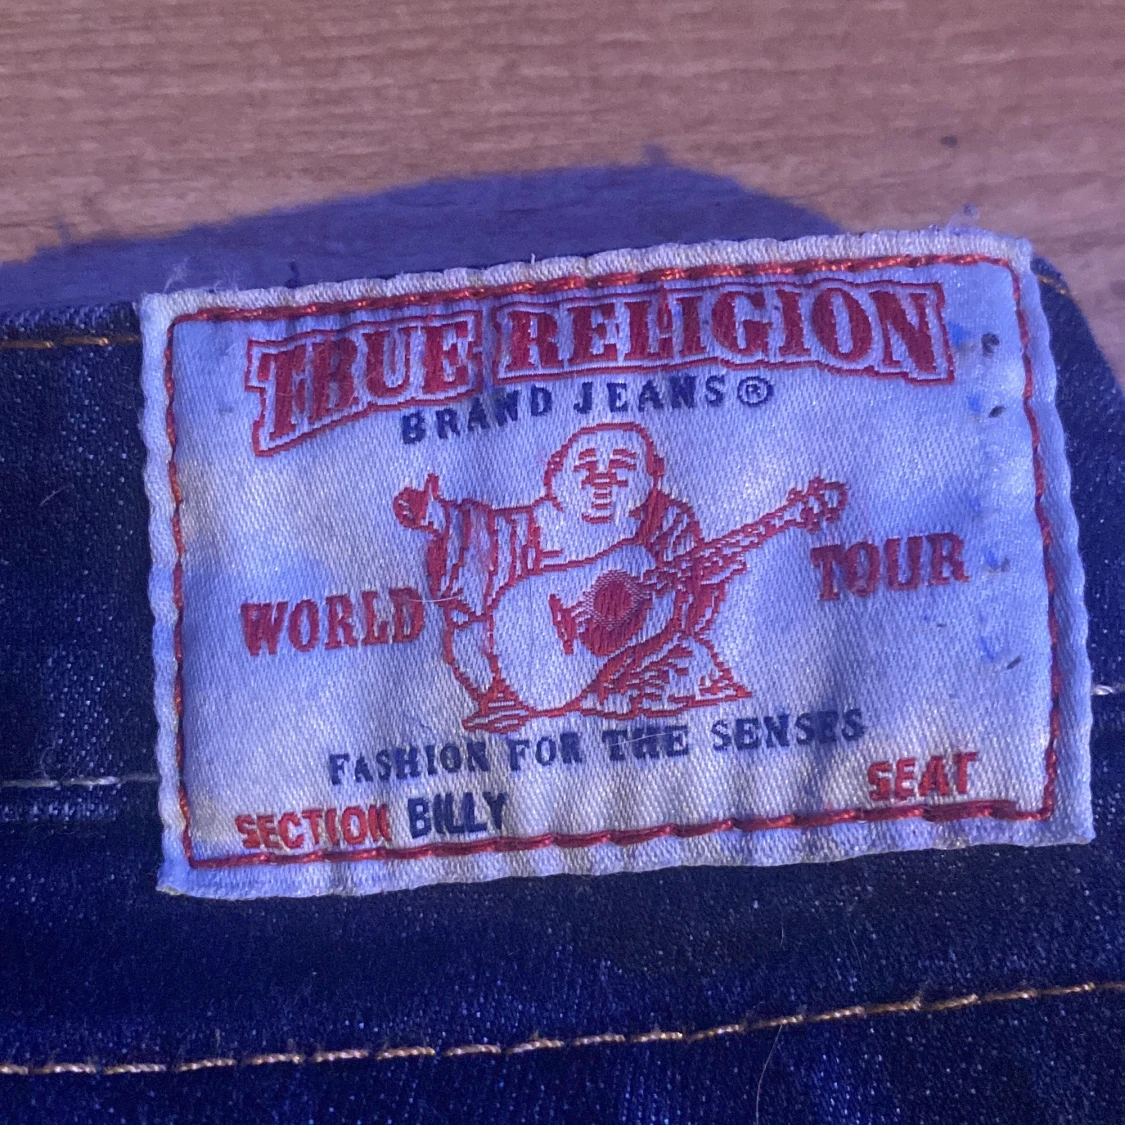 TRUE RELIGION
BRAND JEANS®
WORLD TOUR
FASHION FOR THE SENSES
SECTION BILLY SEAT